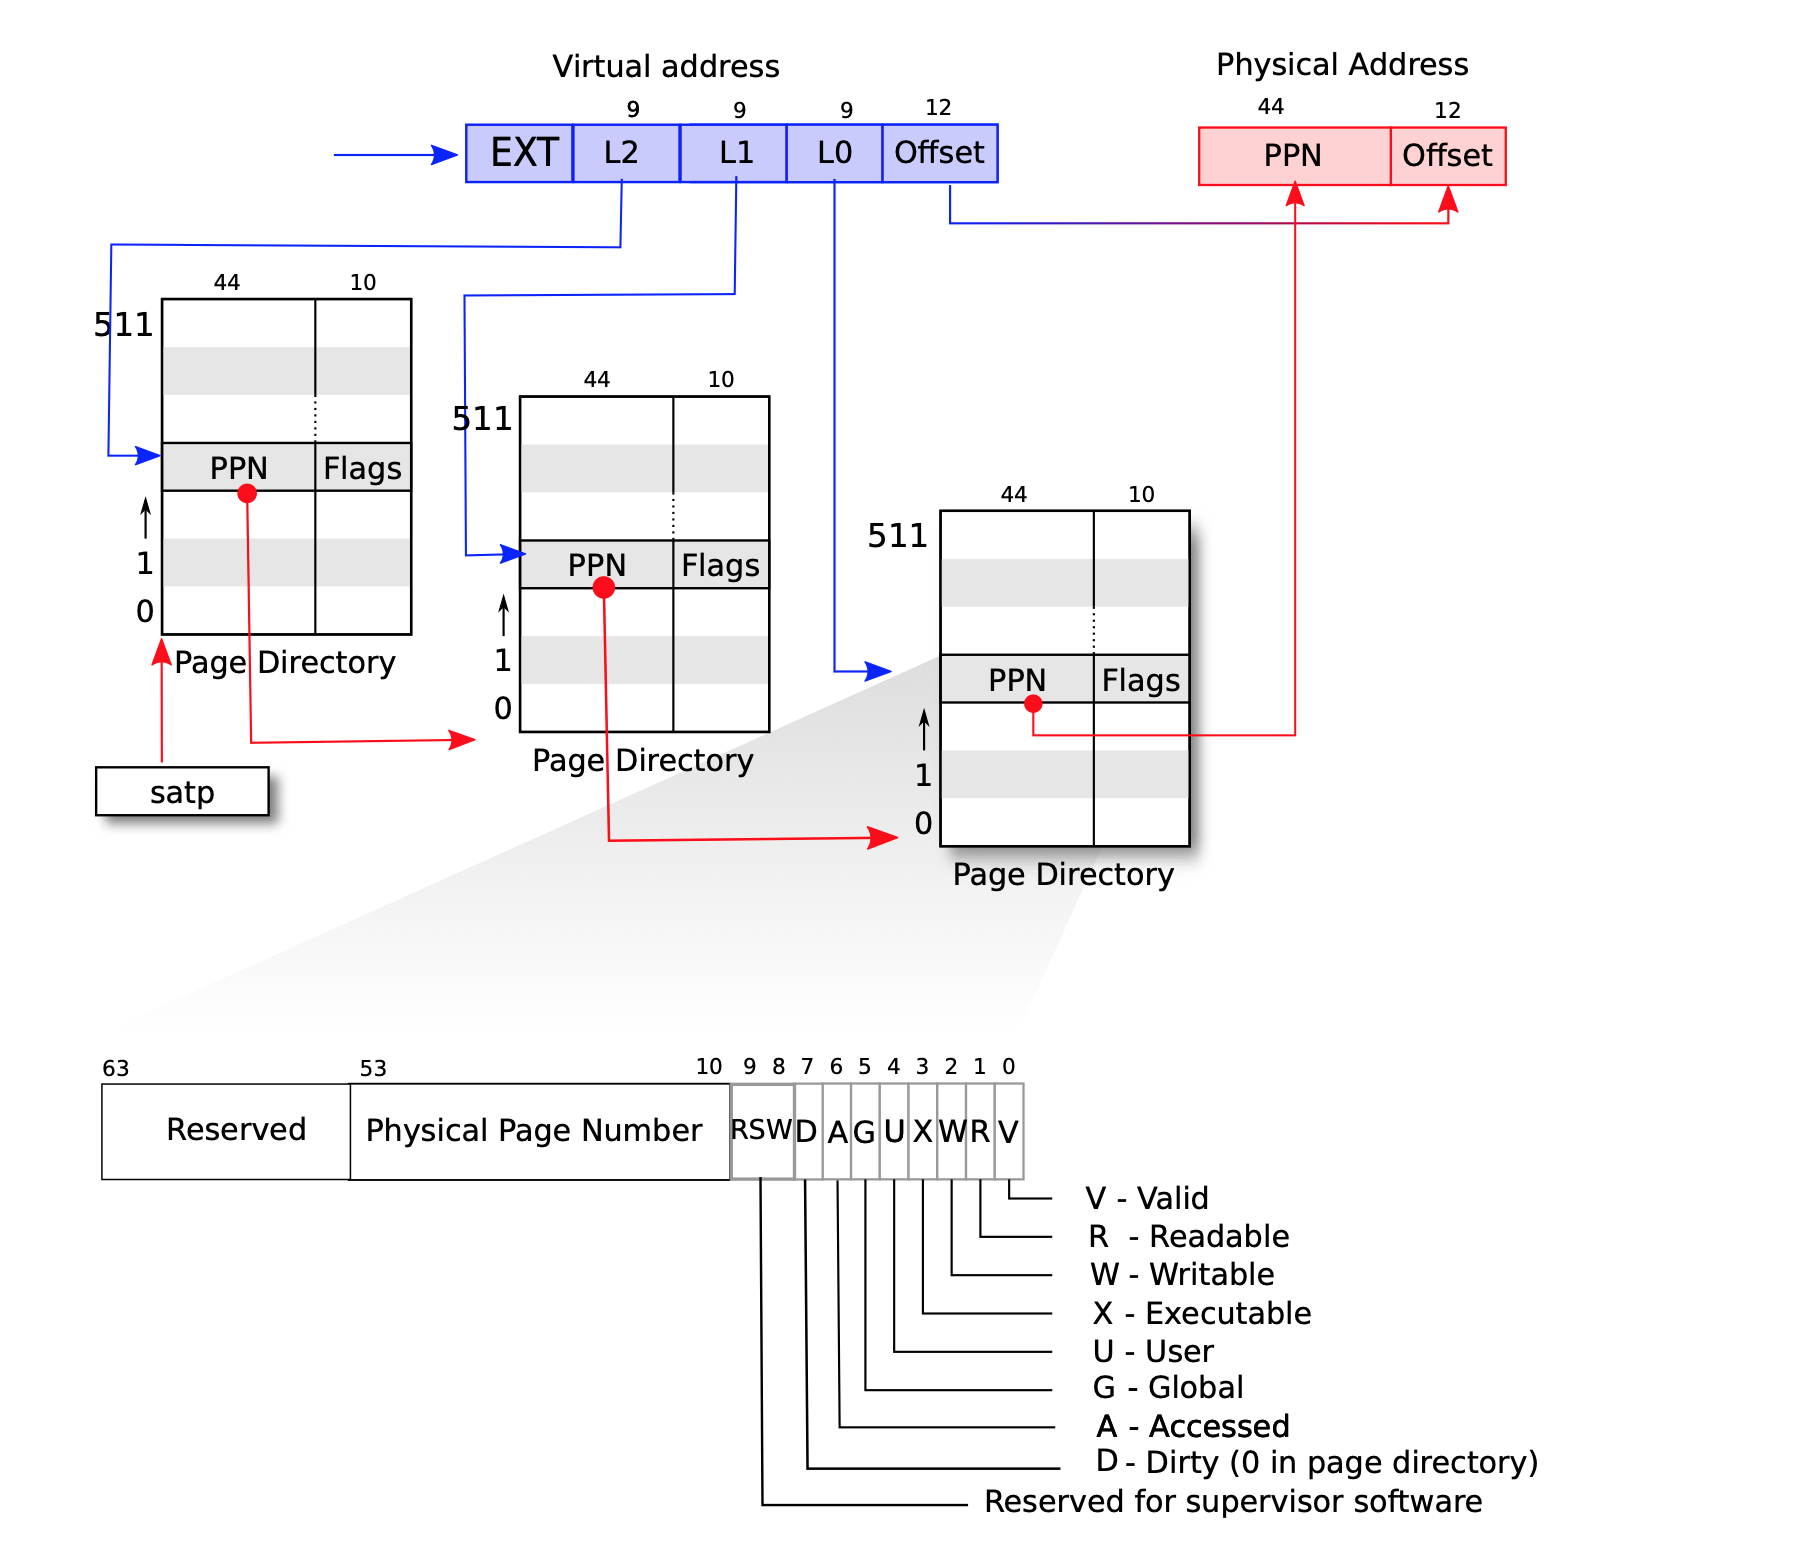 Virtual address
Physical Address
9 9 9 12
44 12
EXT L2 L1 L0 Offset
PPN Offset
44 10
511
PPN Flags
1
0
Page Directory
satp
44 10
511
PPN Flags
1
0
Page Directory
44 10
511
PPN Flags
1
0
Page Directory
63 53 10 9 8 7 6 5 4 3 2 1 0
Reserved Physical Page Number RSW D A G U X W R V
V - Valid
R - Readable
W - Writable
X - Executable
U - User
G - Global
A - Accessed
D - Dirty (0 in page directory)
Reserved for supervisor software